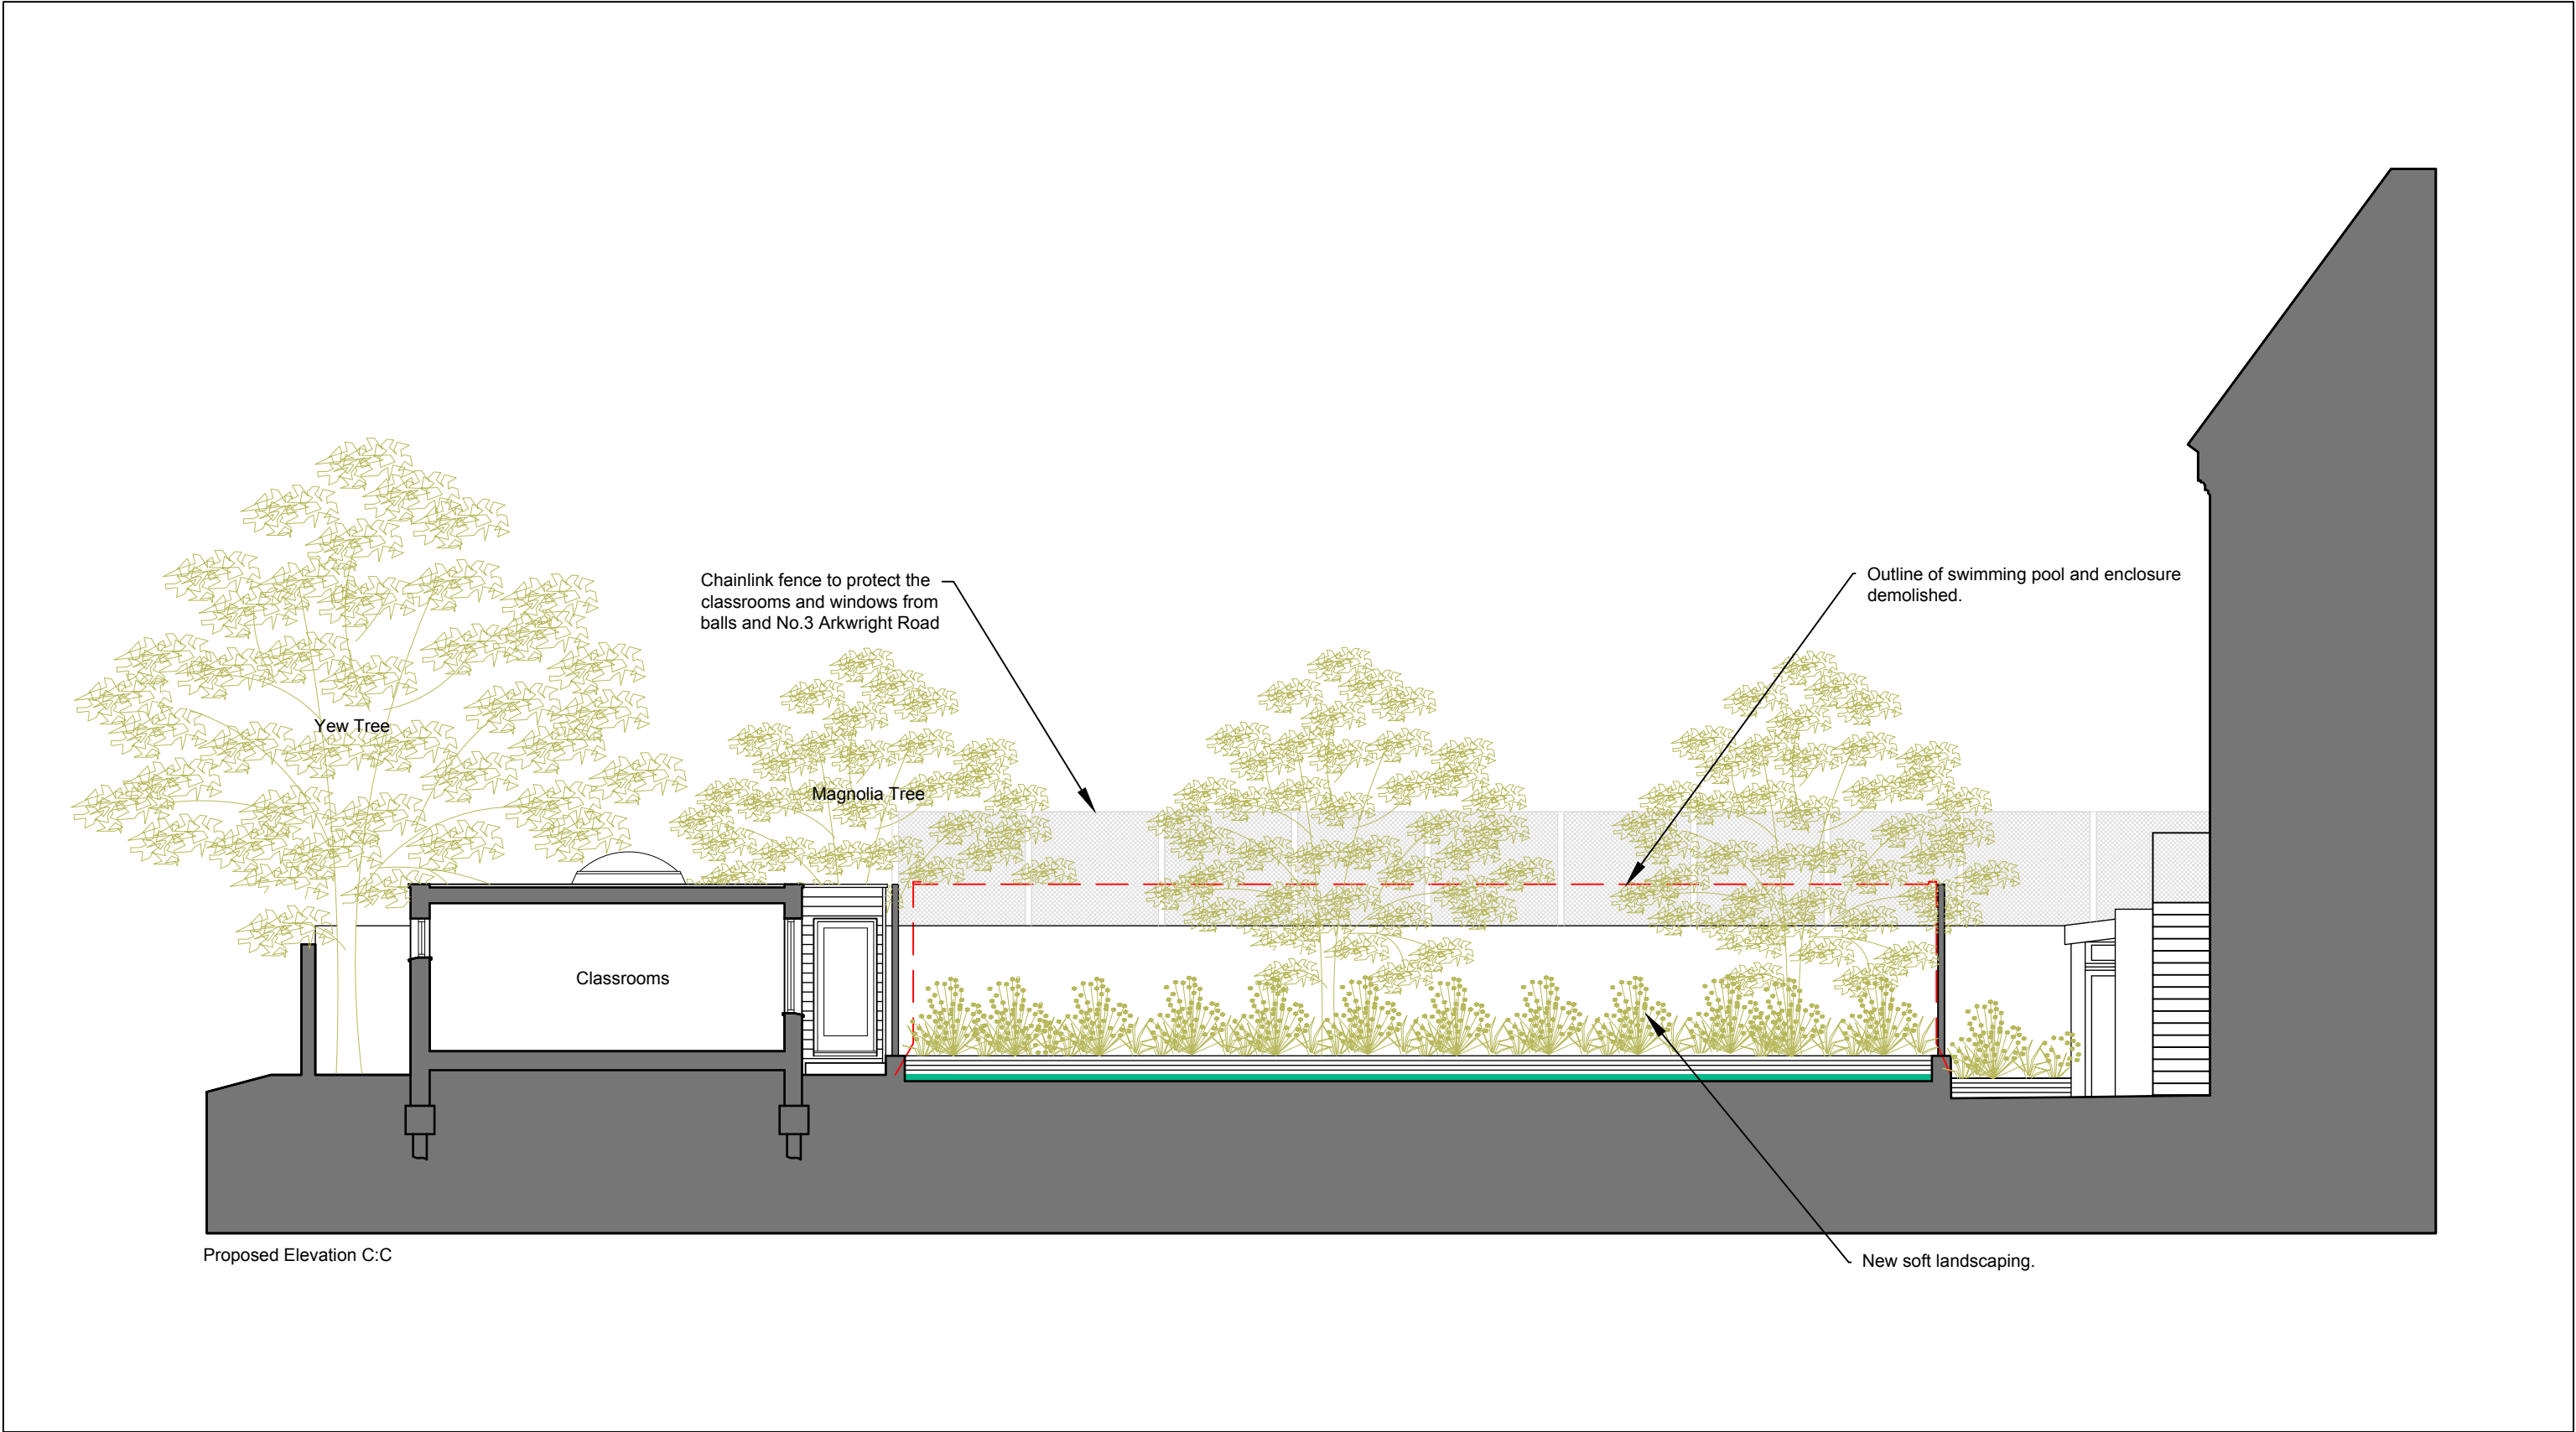 Chainlink fence to protect the
classrooms and windows from
balls and No.3 Arkwright Road
Outline of swimming pool and enclosure
demolished.
Yew Tree
Magnolia Tree
Classrooms
Proposed Elevation C:C
New soft landscaping.